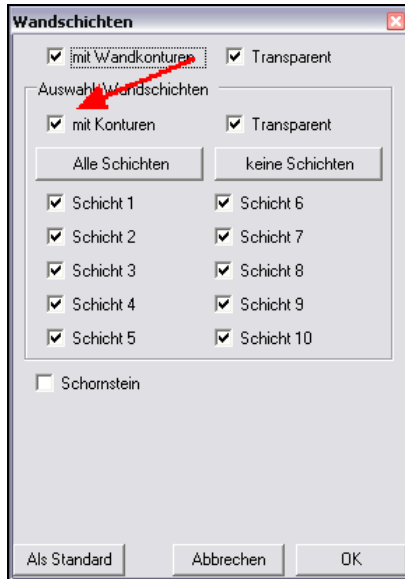 Wandschichten
mit Wandkonturen Transparent
Auswahl Wandschichten
mit Konturen Transparent
Alle Schichten keine Schichten
Schicht 1 Schicht 6
Schicht 2 Schicht 7
Schicht 3 Schicht 8
Schicht 4 Schicht 9
Schicht 5 Schicht 10
Schornstein
Als Standard Abbrechen OK